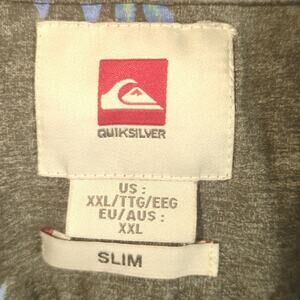 QUIKSILVER
US :
XXL/TTG/EEG
EU/AUS :
XXL
SLIM